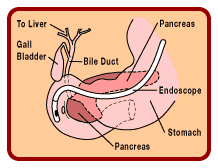 To Liver
Pancreas
Gall
Bladder
Bile Duct
Endoscope
Stomach
Pancreas